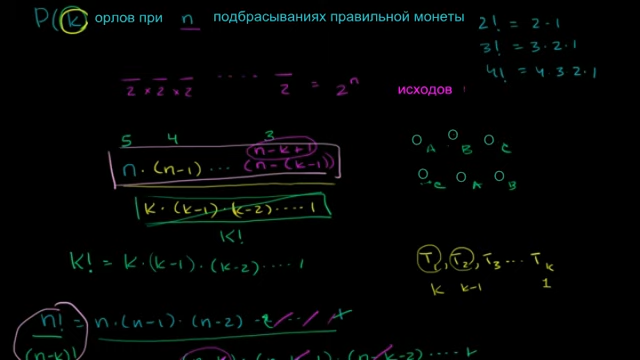 P(k орлов при n подбрасываниях правильной монеты
2! = 2·1
3! = 3·2·1
4! = 4·3·2·1
2 × 2 × 2 .... 2 = 2^n исходов
5 4 3
n-k+1
n·(n-1) ... (n-(k-1))
k·(k-1)·(k-2)····1
k!
A B C
C A B
K! = K·(K-1)·(K-2)····1
T1, T2, T3 ... Tk
k k-1 1
n! = n·(n-1)·(n-2)
(n-k)!